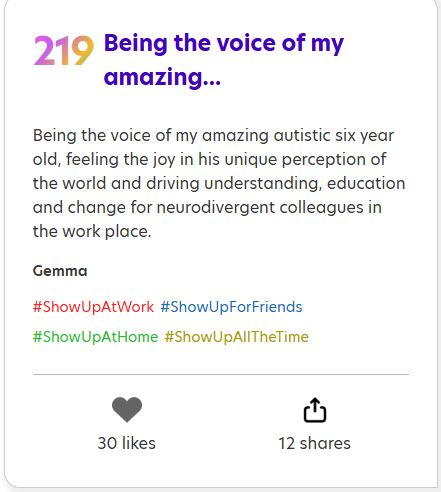 219 Being the voice of my
amazing...
Being the voice of my amazing autistic six year
old, feeling the joy in his unique perception of
the world and driving understanding, education
and change for neurodivergent colleagues in
the work place.
Gemma
#ShowUpAtWork #ShowUpForFriends
#ShowUpAtHome #ShowUpAllTheTime
30 likes 12 shares